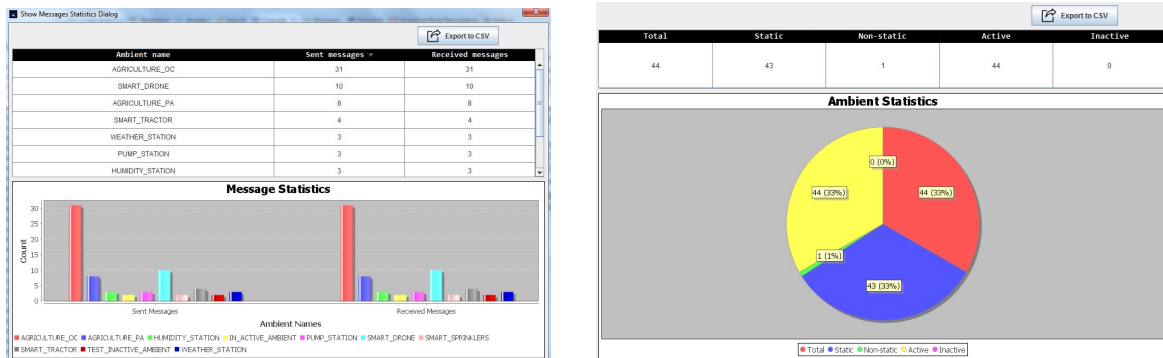 Show Messages Statistics Dialog
Export to CSV
Ambient name Sent messages Received messages
AGRICULTURE_OC 31 31
SMART_DRONE 10 10
AGRICULTURE_PA 8 8
SMART_TRACTOR 4 4
WEATHER_STATION 3 3
PUMP_STATION 3 3
HUMIDITY_STATION 3 3
Message Statistics
30
25
20
15
10
5
0
Count
Sent Messages Received Messages
Ambient Names
AGRICULTURE_OC AGRICULTURE_PA HUMIDITY_STATION IN_ACTIVE_AMBIENT PUMP_STATION SMART_DRONE SMART_SPRINKLERS
SMART_TRACTOR TEST_INACTIVE_AMBIENT WEATHER_STATION
Export to CSV
Total Static Non-static Active Inactive
44 43 1 44 0
Ambient Statistics
0 (0%)
44 (33%) 44 (33%)
1 (1%)
43 (33%)
Total Static Non-static Active Inactive